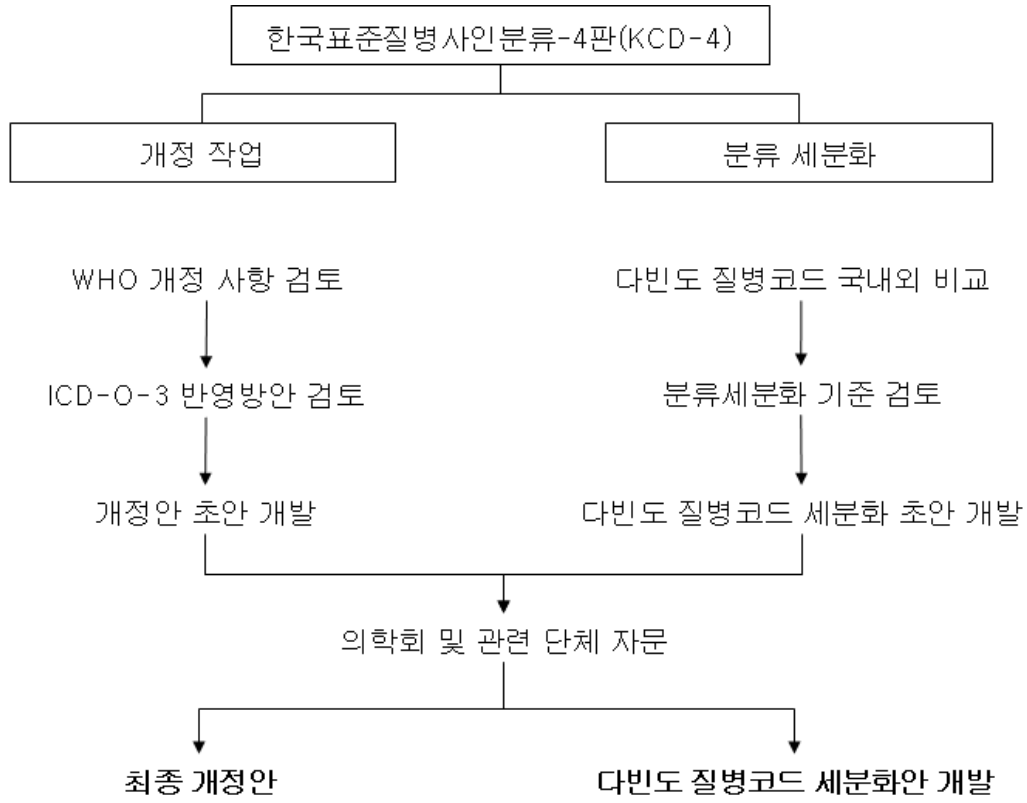 한국표준질병사인분류-4판(KCD-4)
개정 작업
분류 세분화
WHO 개정 사항 검토
다빈도 질병코드 국내외 비교
ICD-O-3 반영방안 검토
분류세분화 기준 검토
개정안 초안 개발
다빈도 질병코드 세분화 초안 개발
의학회 및 관련 단체 자문
최종 개정안
다빈도 질병코드 세분화안 개발